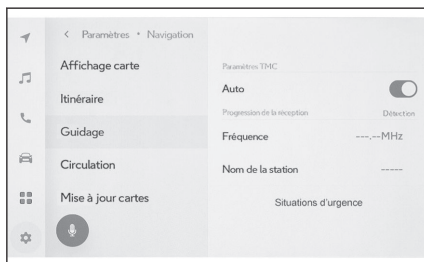 < Paramètres • Navigation
Affichage carte
Itinéraire
Guidage
Circulation
Mise à jour cartes
Paramètres TMC
Auto
Progression de la réception Détection
Fréquence ---.--MHz
Nom de la station -----
Situations d'urgence